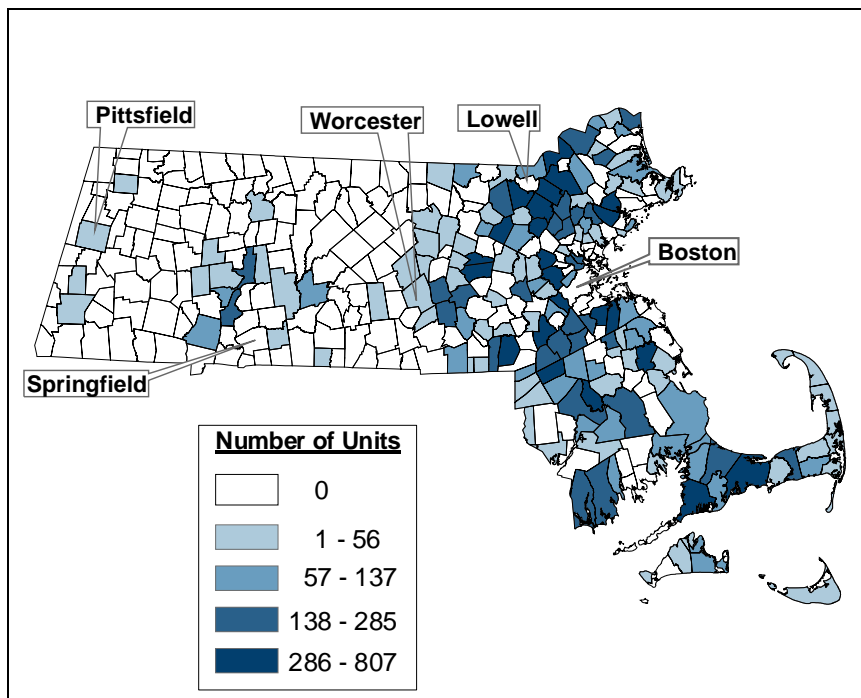 Pittsfield
Worcester
Lowell
Boston
Springfield
Number of Units
0
1 - 56
57 - 137
138 - 285
286 - 807